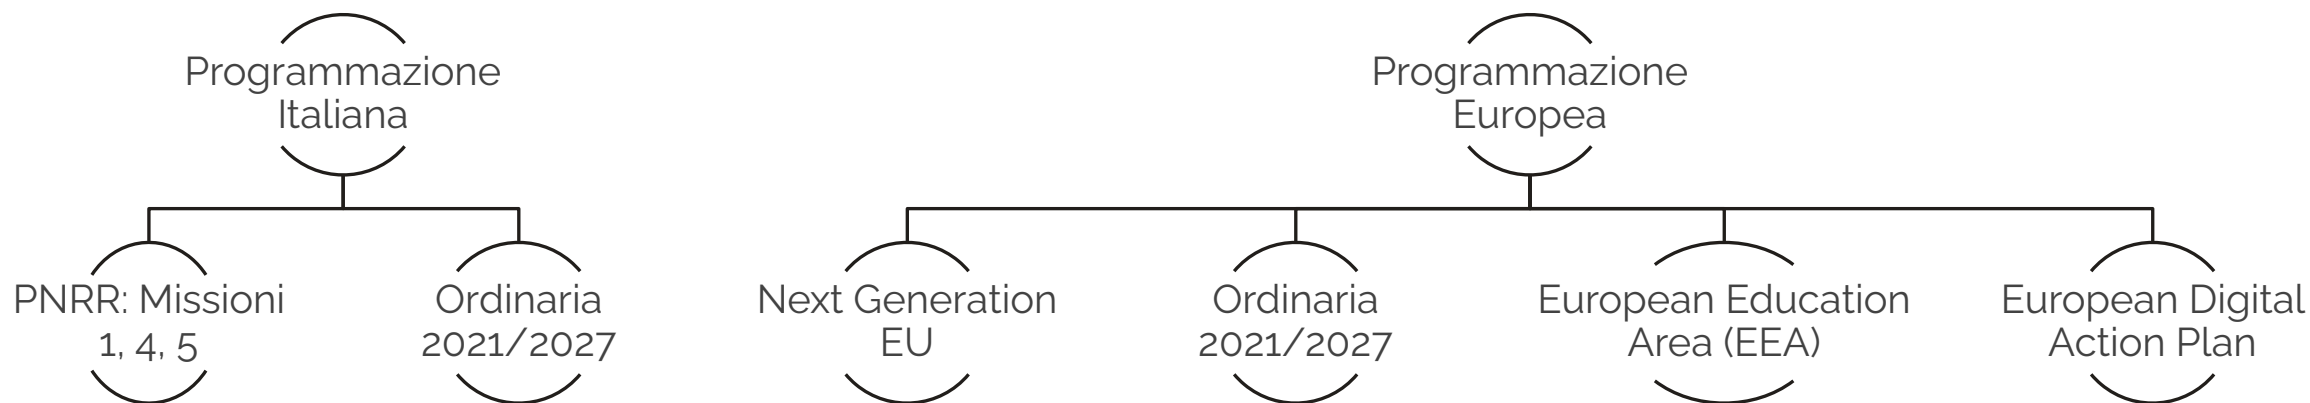 Programmazione
Italiana
Programmazione
Europea
PNRR: Missioni
1, 4, 5
Ordinaria
2021/2027
Next Generation
EU
Ordinaria
2021/2027
European Education
Area (EEA)
European Digital
Action Plan